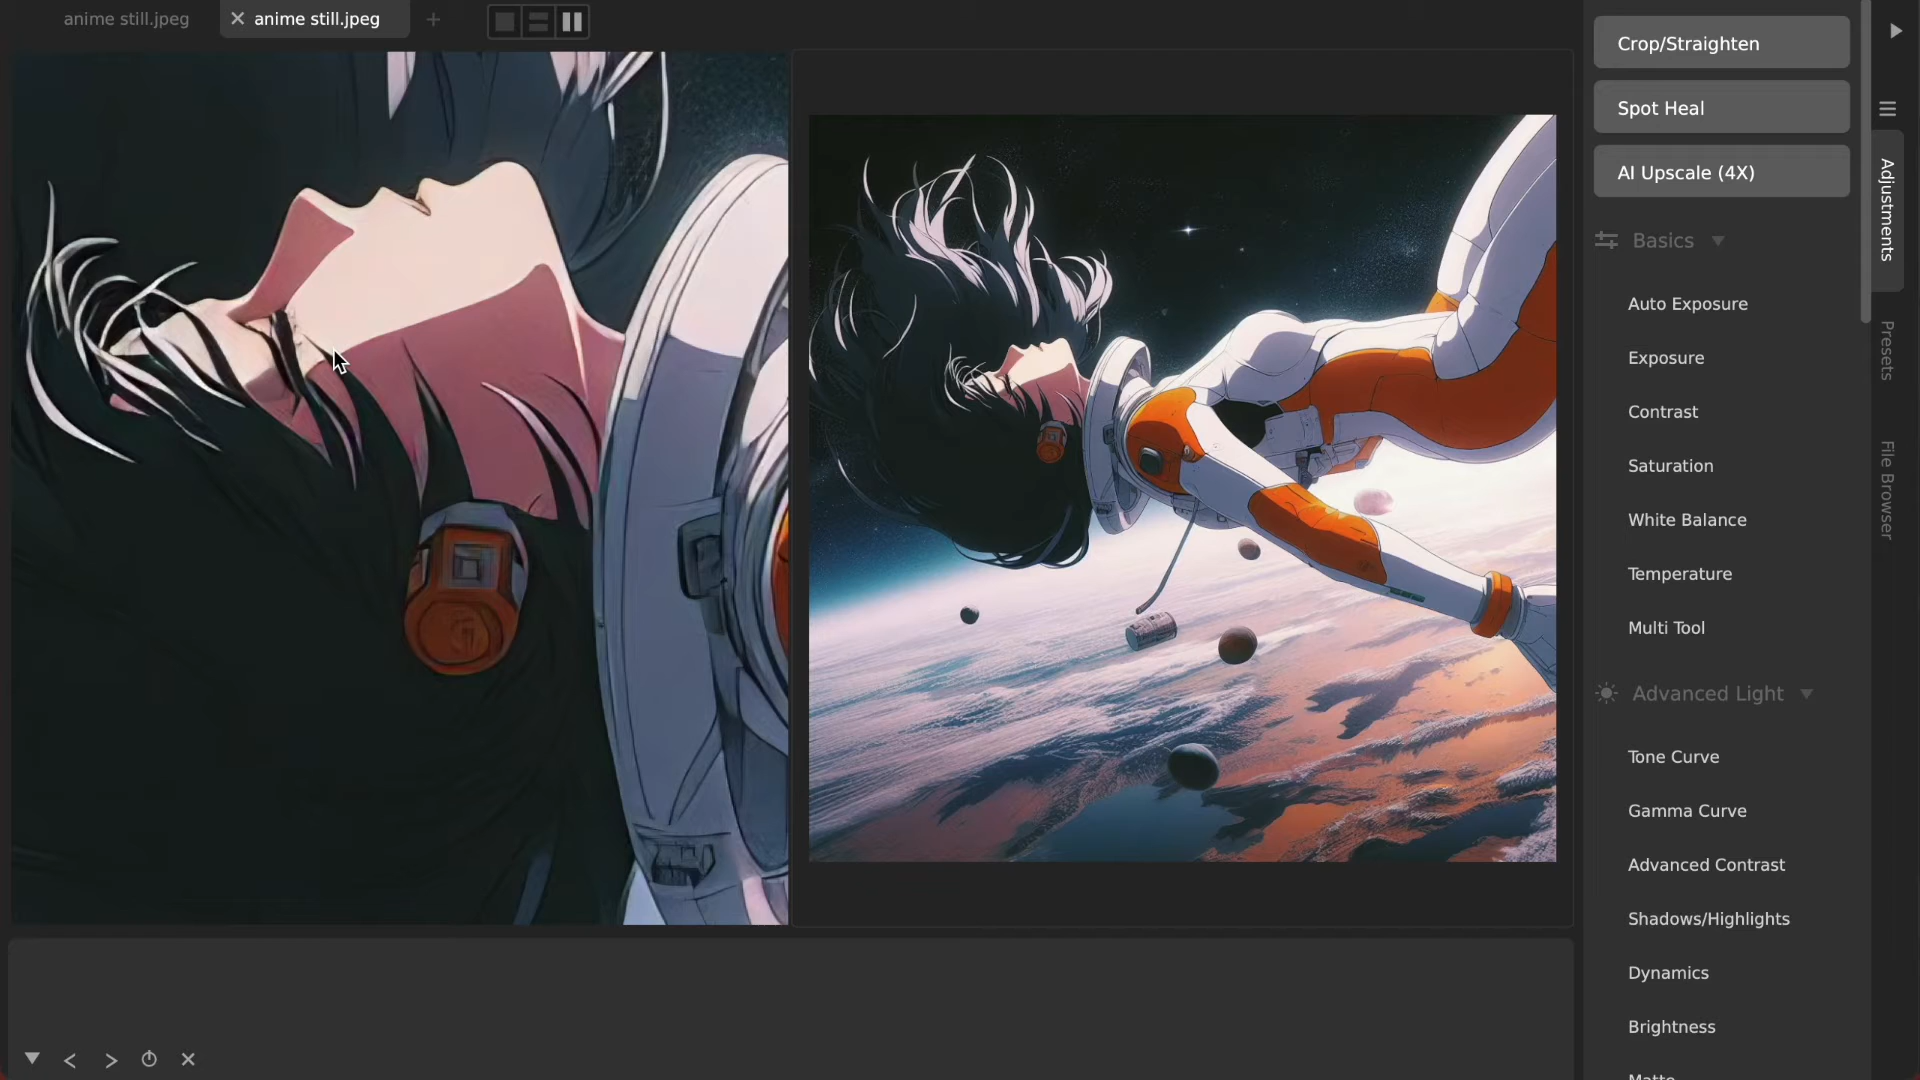 anime still.jpeg
anime still.jpeg
Crop/Straighten
Spot Heal
AI Upscale (4X)
Basics
Auto Exposure
Exposure
Contrast
Saturation
White Balance
Temperature
Multi Tool
Advanced Light
Tone Curve
Gamma Curve
Advanced Contrast
Shadows/Highlights
Dynamics
Brightness
Matte
Adjustments
Presets
File Browser